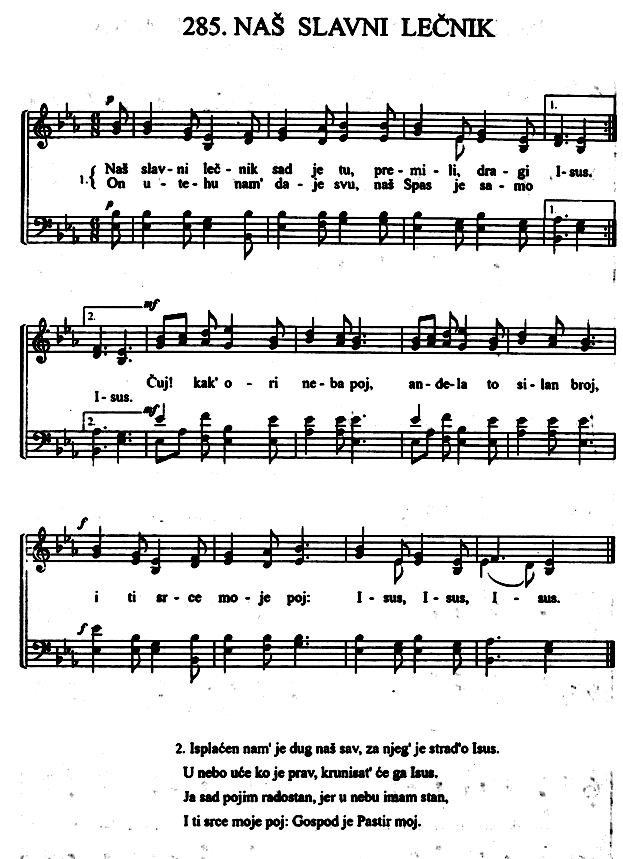 285. NAŠ SLAVNI LEČNIK
p
1.
Naš slav-ni leč-nik sad je tu, pre-mi-li, dra-gi I-sus.
1. { On u-te-hu nam' da-je svu, naš Spas je sa-mo
p
1.
2.
mf
Čuj! kak' o-ri ne-ba poj, an-đe-la to si-lan broj,
I-sus.
2.
mf
f
i ti sr-ce mo-je poj: I-sus, I-sus, I-sus.
f
2. Isplaćen nam' je dug naš sav, za njeg' je strad'o Isus.
U nebo uće ko je prav, krunisat' će ga Isus.
Ja sad pojim radostan, jer u nebu imam stan,
I ti srce moje poj: Gospod je Pastir moj.